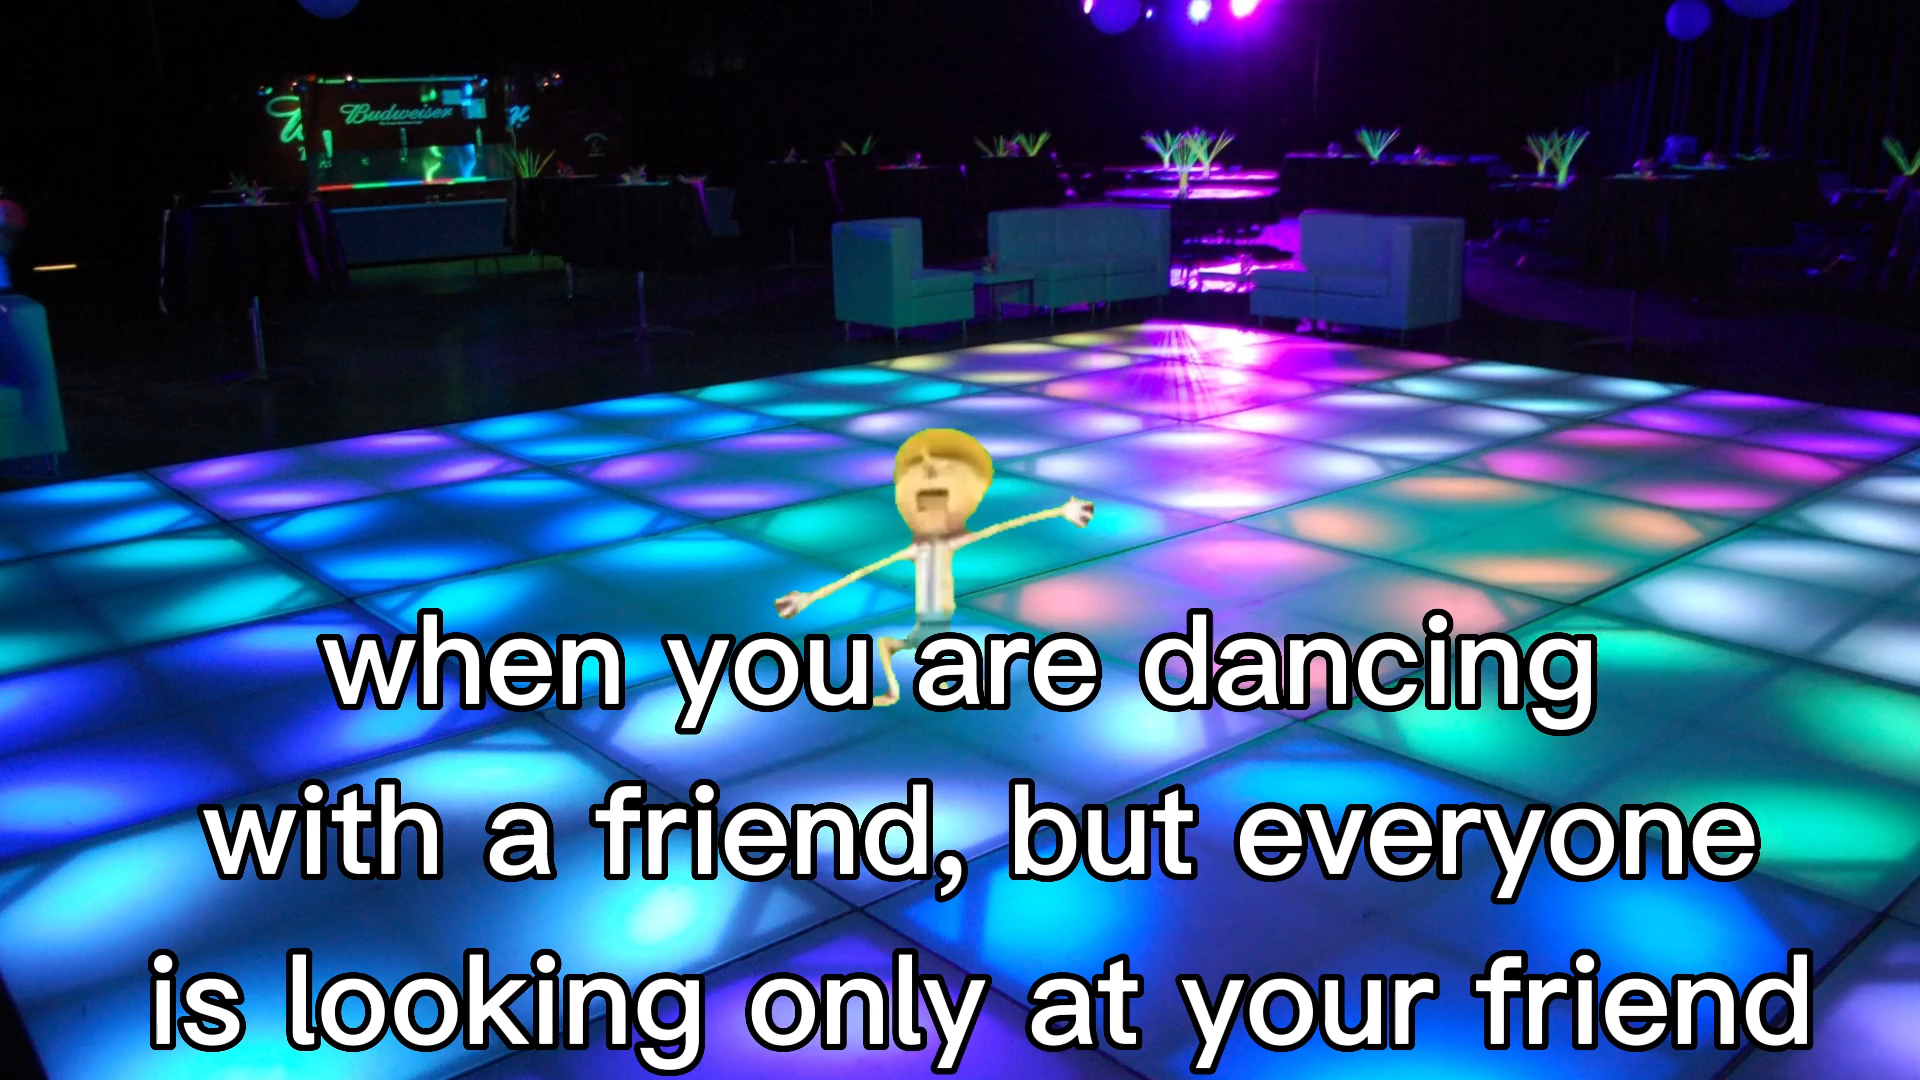 Budweiser
when you are dancing
with a friend, but everyone
is looking only at your friend